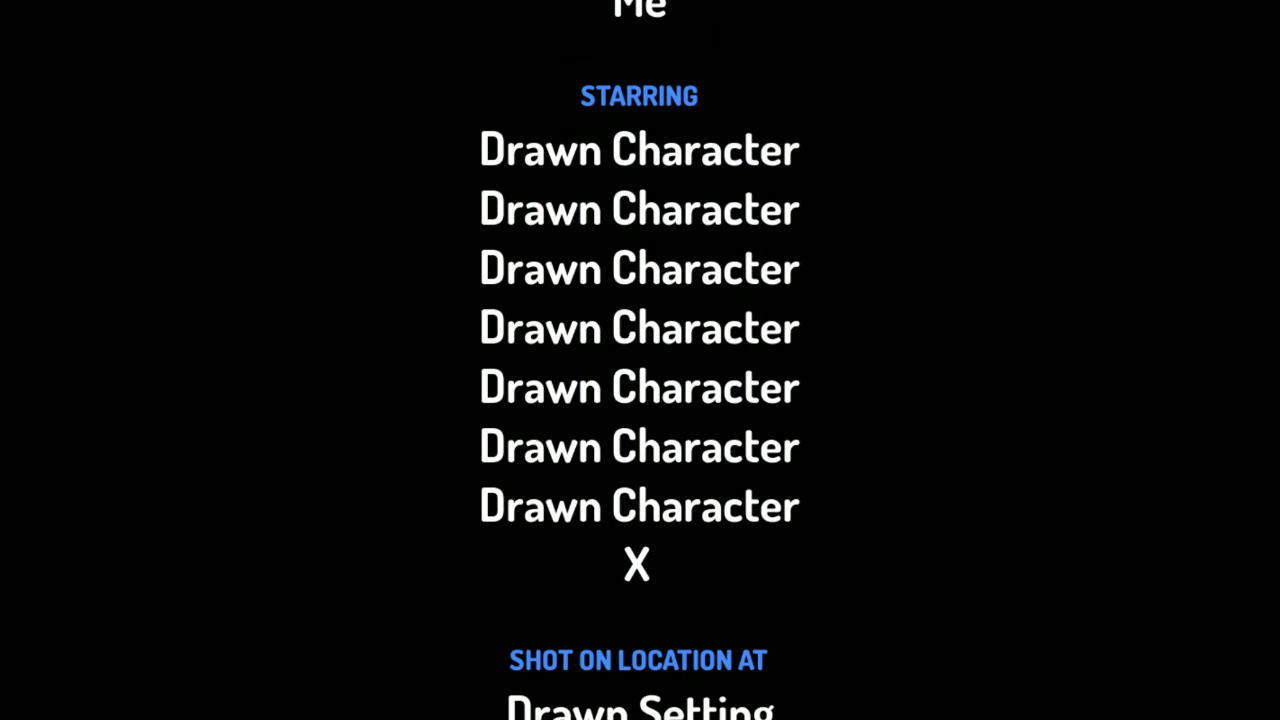 Me
STARRING
Drawn Character
Drawn Character
Drawn Character
Drawn Character
Drawn Character
Drawn Character
Drawn Character
X
SHOT ON LOCATION AT
Drawn Setting